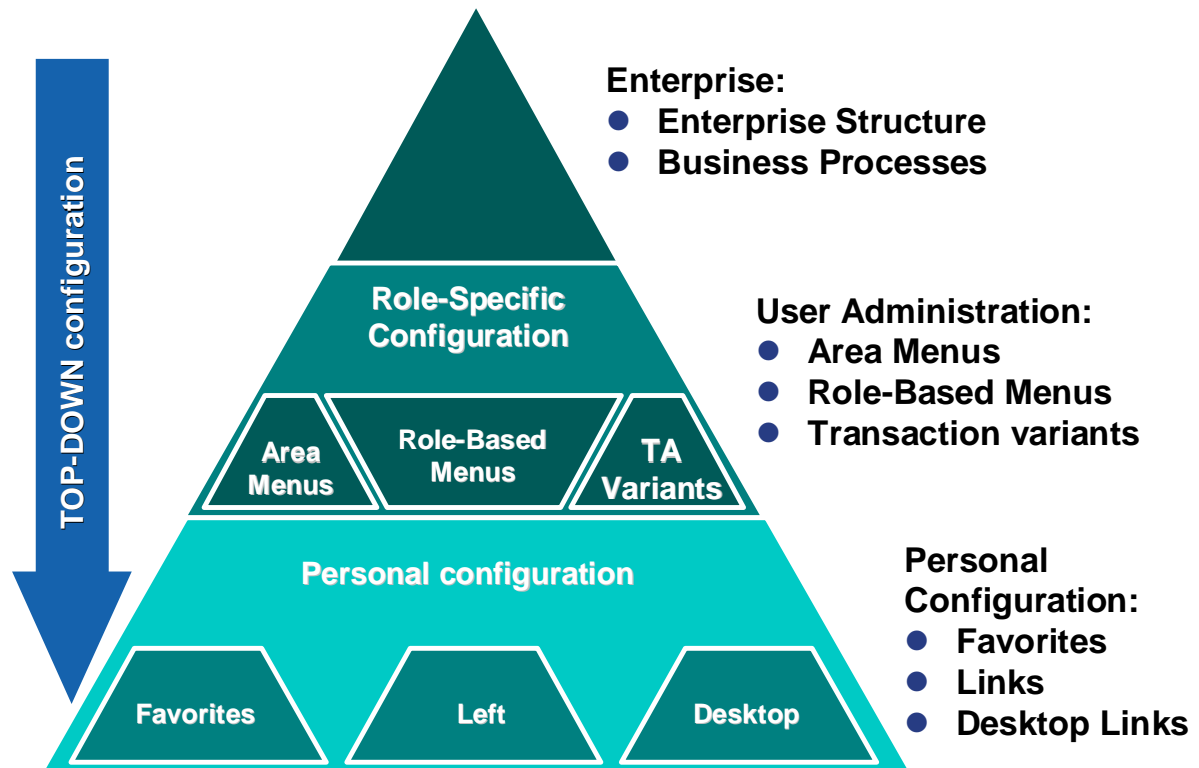 TOP-DOWN configuration
Enterprise:
Enterprise Structure
Business Processes
Role-Specific
Configuration
Area
Menus
Role-Based
Menus
TA
Variants
User Administration:
Area Menus
Role-Based Menus
Transaction variants
Personal configuration
Favorites
Left
Desktop
Personal
Configuration:
Favorites
Links
Desktop Links